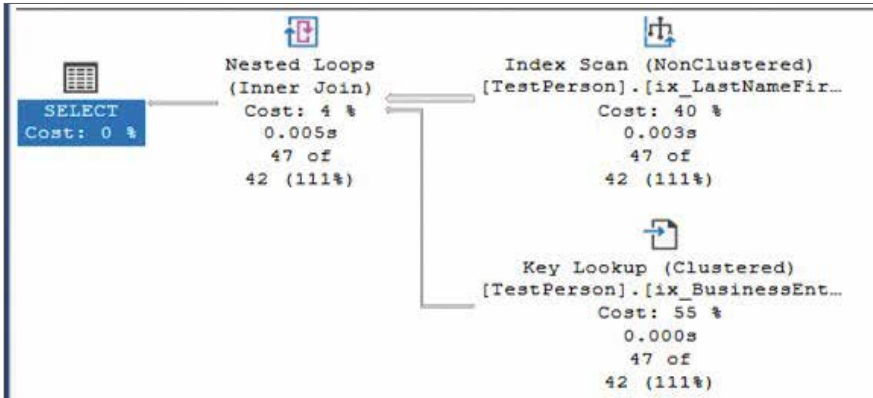 SELECT
Cost: 0 %
Nested Loops
(Inner Join)
Cost: 4 %
0.005s
47 of
42 (111%)
Index Scan (NonClustered)
[TestPerson].[ix_LastNameFir…
Cost: 40 %
0.003s
47 of
42 (111%)
Key Lookup (Clustered)
[TestPerson].[ix_BusinessEnt…
Cost: 55 %
0.000s
47 of
42 (111%)